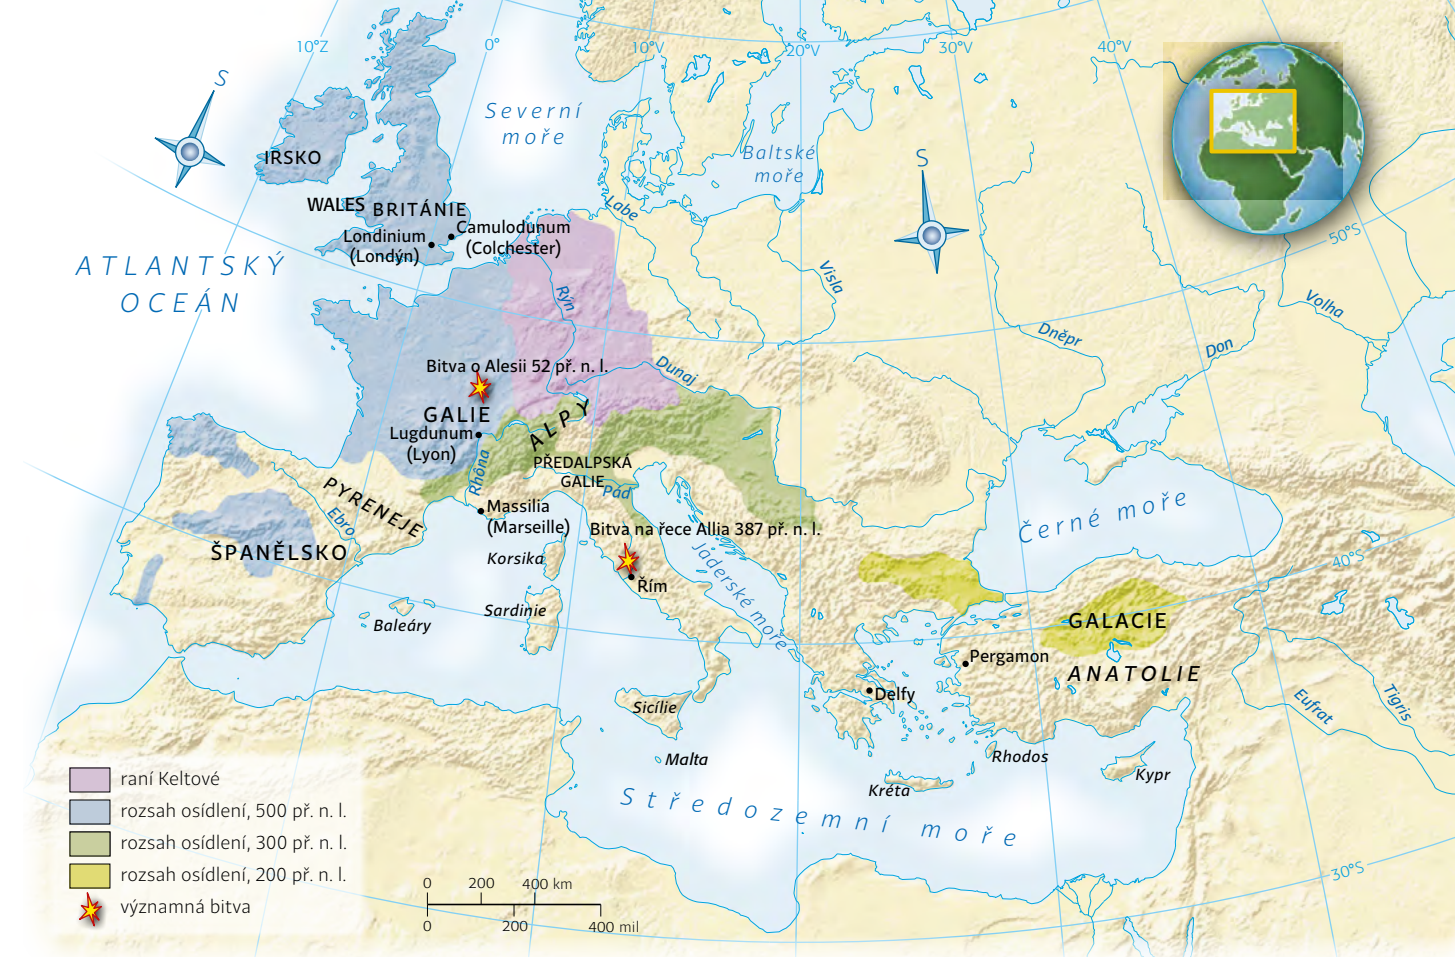 10°Z
0°
10°V
20°V
30°V
40°V
S
Severní
moře
Baltské
moře
S
IRSKO
WALES
BRITÁNIE
Londinium
(Londýn)
Camulodunum
(Colchester)
Labe
50°S
ATLANTSKÝ
OCEÁN
Rýn
Visla
Volha
Dněpr
Don
Bitva o Alesii 52 př. n. l.
Dunaj
GALIE
ALPY
Lugdunum
(Lyon)
Rhôna
PŘEDALPSKÁ
GALIE
Pád
PYRENEJE
Ebro
Massilia
(Marseille)
Bitva na řece Allia 387 př. n. l.
Černé moře
ŠPANĚLSKO
Korsika
Jaderské moře
40°S
Řím
Sardinie
Baleáry
GALACIE
Pergamon
ANATOLIE
Delfy
Eufrat
Tigris
Sicílie
Malta
Rhodos
Kypr
Kréta
Středozemní moře
30°S
raní Keltové
rozsah osídlení, 500 př. n. l.
rozsah osídlení, 300 př. n. l.
rozsah osídlení, 200 př. n. l.
významná bitva
0 200 400 km
0 200 400 mil